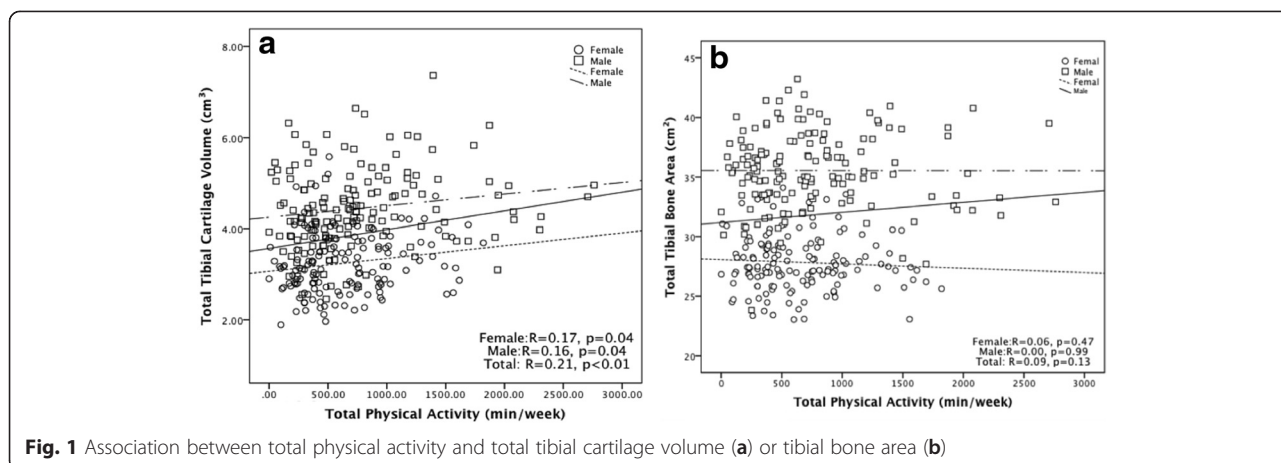 a
Female
Male
Female
Male
8.00
6.00
4.00
2.00
Total Tibial Cartilage Volume (cm³)
Female:R=0.17, p=0.04
Male:R=0.16, p=0.04
Total: R=0.21, p<0.01
.00 500.00 1000.00 1500.00 2000.00 2500.00 3000.00
Total Physical Activity (min/week)
b
Femal
Male
Femal
Male
45
40
35
30
25
20
Total Tibial Bone Area (cm²)
Female:R=0.06, p=0.47
Male:R=0.00, p=0.99
Total: R=0.09, p=0.13
0 500 1000 1500 2000 2500 3000
Total Physical Activity (min/week)
Fig. 1 Association between total physical activity and total tibial cartilage volume (a) or tibial bone area (b)